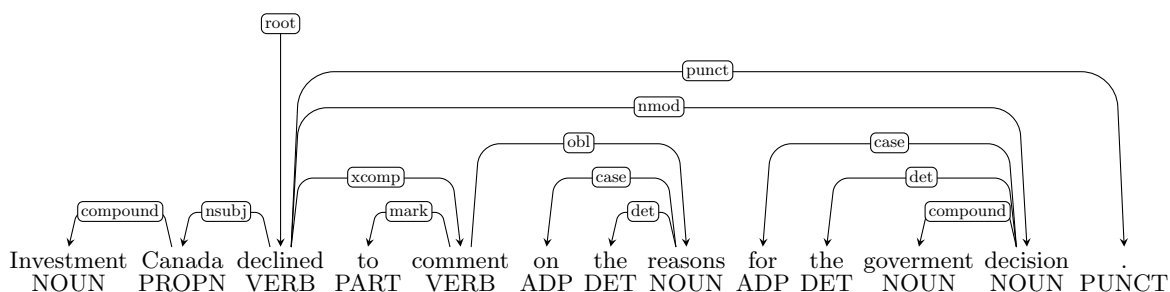 root
punct
nmod
obl case
xcomp case det
compound nsubj mark det compound
Investment Canada declined to comment on the reasons for the goverment decision .
NOUN PROPN VERB PART VERB ADP DET NOUN ADP DET NOUN NOUN PUNCT